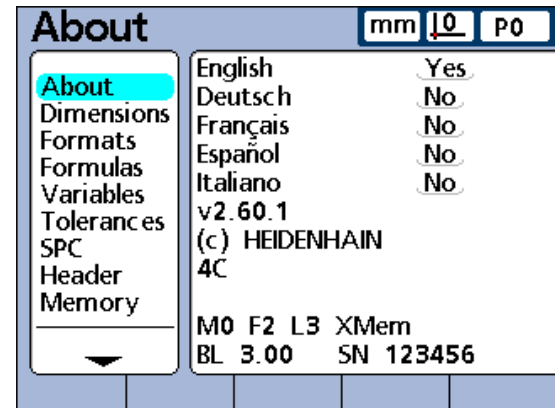 About mm 0 P0
About
Dimensions
Formats
Formulas
Variables
Tolerances
SPC
Header
Memory
English Yes
Deutsch No
Français No
Español No
Italiano No
v2.60.1
(c) HEIDENHAIN
4C
M0 F2 L3 XMem
BL 3.00 SN 123456